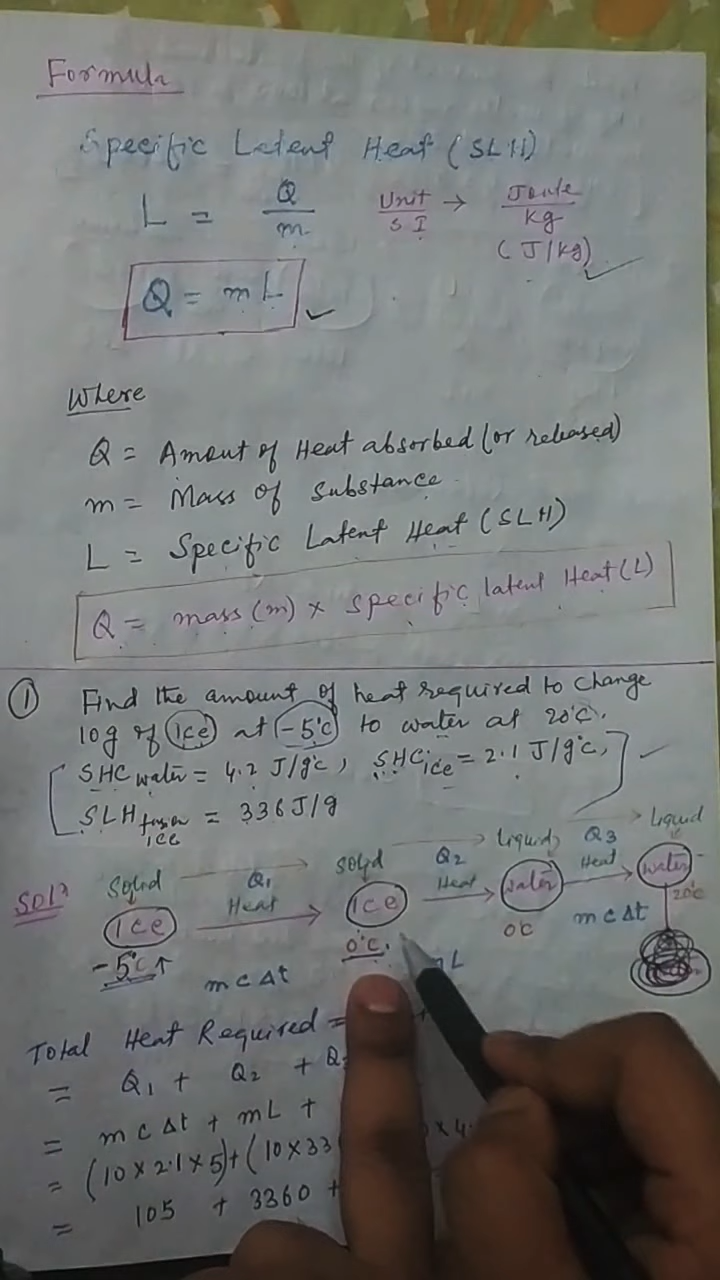 Formula
Specific Latent Heat (SLH)
L = Q/m Unit/SI → Joule/kg
(J/kg)
Q = mL
Where
Q = Amout of Heat absorbed (or released)
m = Mass of Substance
L = Specific Latent Heat (SLH)
Q = mass (m) × specific latent Heat (L)
① Find the amount of heat required to change
10g of Ice at -5°C to water at 20°C.
SHC water = 4.2 J/g°C, SHC ice = 2.1 J/g°C,
SLH fusion ice = 336 J/g
Solid Q1 Solid Q2 Liquid Q3 Liquid
Solⁿ Ice Heat Ice Heat water Heat water
-5°C ↑ mcΔt 0°C. L 0°C mcΔt 20°C
Total Heat Required =
= Q1 + Q2 + Q
= mcΔt + mL +
= (10×2.1×5)+(10×33 ×4.
= 105 + 3360 +